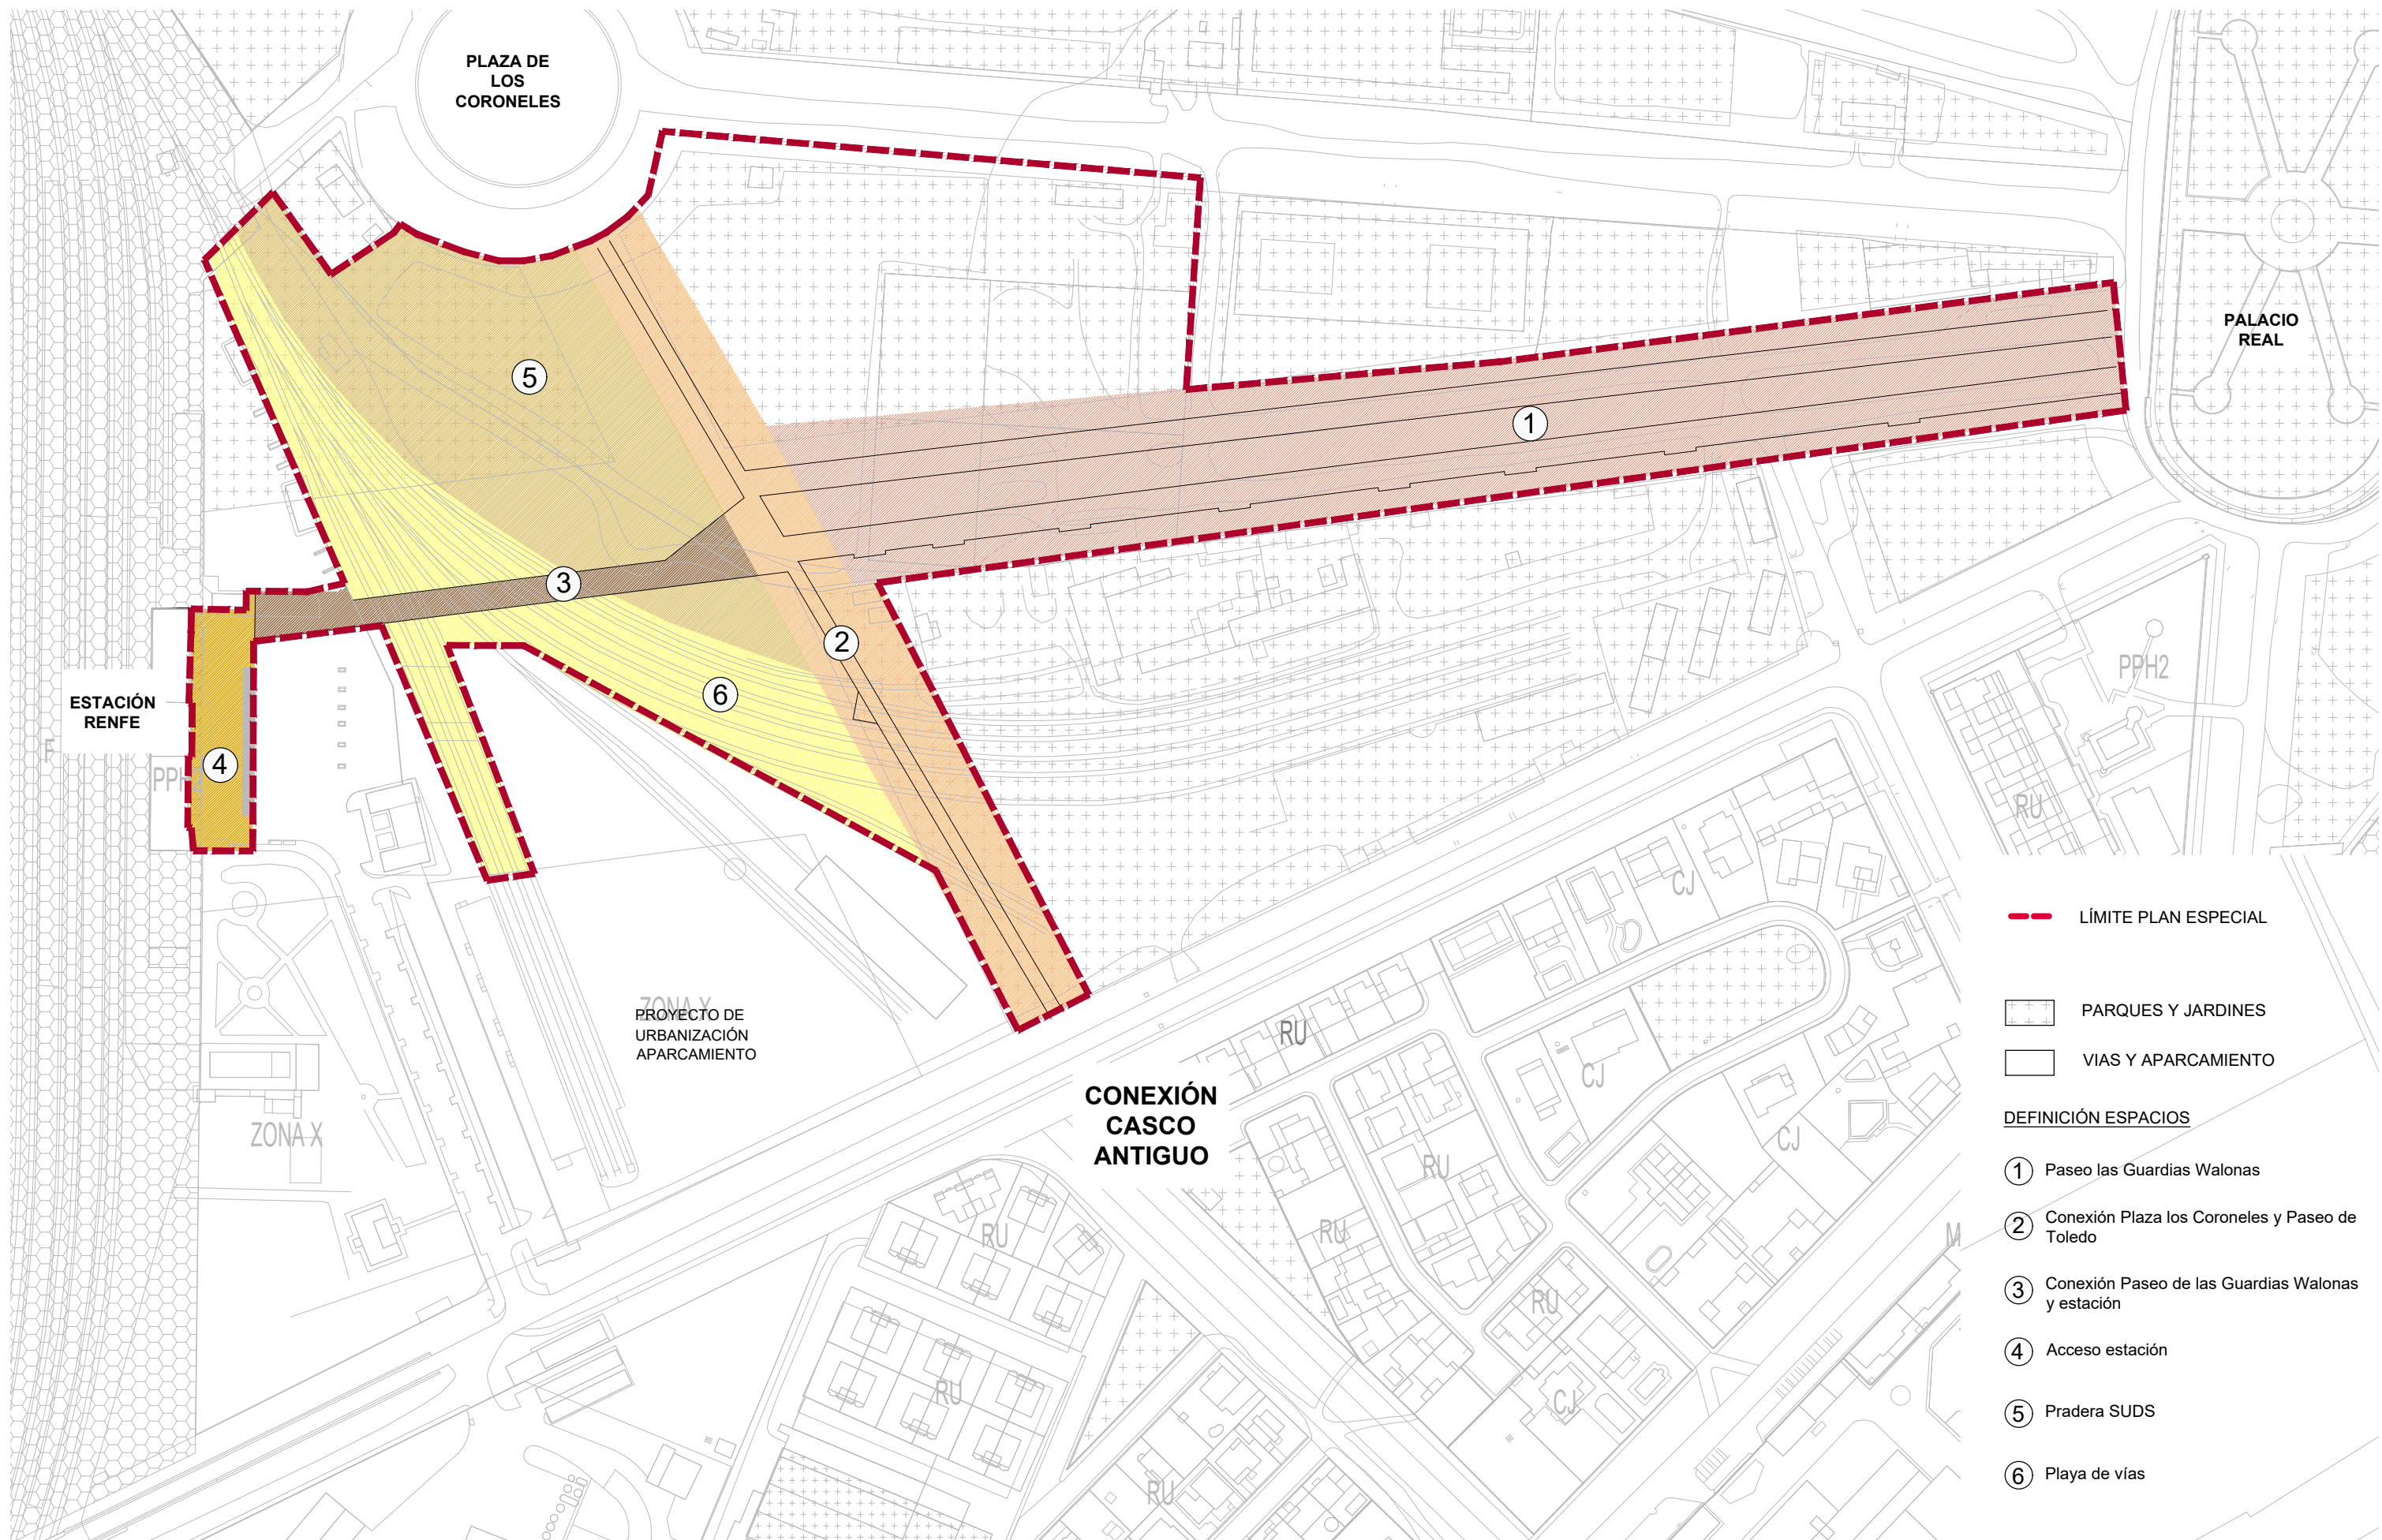 PLAZA DE
LOS
CORONELES
PALACIO
REAL
5
1
3
2
6
4
ESTACIÓN
RENFE
PPH2
RU
CJ
F
PPH
ZONA X
PROYECTO DE
URBANIZACIÓN
APARCAMIENTO
ZONA X
CONEXIÓN
CASCO
ANTIGUO
RU
CJ
CJ
RU
RU
RU
RU
CJ
RU
RU
M
LÍMITE PLAN ESPECIAL
PARQUES Y JARDINES
VIAS Y APARCAMIENTO
DEFINICIÓN ESPACIOS
1 Paseo las Guardias Walonas
2 Conexión Plaza los Coroneles y Paseo de
Toledo
3 Conexión Paseo de las Guardias Walonas
y estación
4 Acceso estación
5 Pradera SUDS
6 Playa de vías